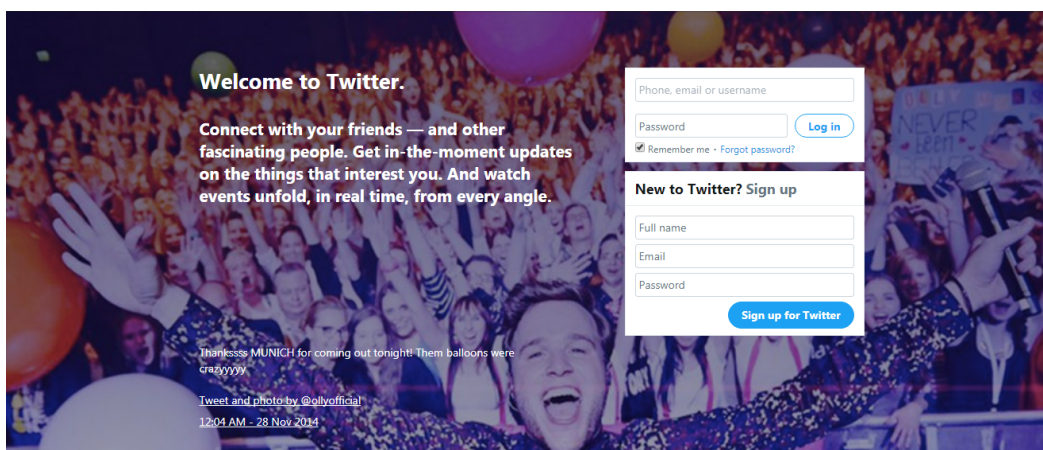 Welcome to Twitter.
Connect with your friends — and other
fascinating people. Get in-the-moment updates
on the things that interest you. And watch
events unfold, in real time, from every angle.
Thankssss MUNICH for coming out tonight! Them balloons were
crazyyyyy
Tweet and photo by @ollyofficial
12:04 AM - 28 Nov 2014
Phone, email or username
Password
Log in
Remember me · Forgot password?
New to Twitter? Sign up
Full name
Email
Password
Sign up for Twitter
NEVER
been